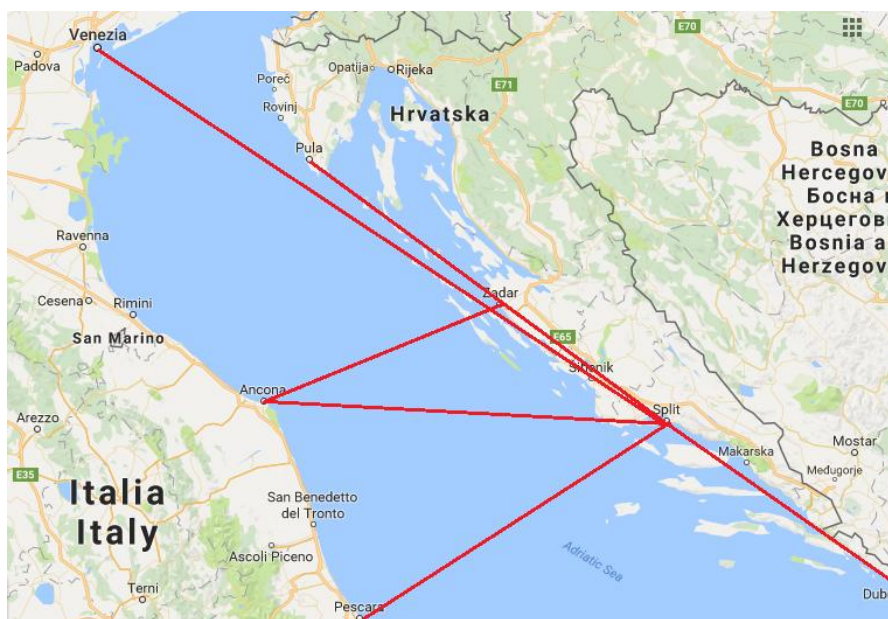 Venezia
Padova
Poreč
Opatija
Rijeka
E70
E71
Rovinj
Hrvatska
E70
Pula
Bosna
Hercegov
Босна и
Херцегов
Bosnia a
Herzegov
Ravenna
Cesena
Rimini
Zadar
San Marino
E65
Šibenik
Ancona
Split
Arezzo
Makarska
Mostar
E35
Međugorje
Italia
Italy
San Benedetto
del Tronto
Ascoli Piceno
Adriatic Sea
Terni
Pescara
Dub